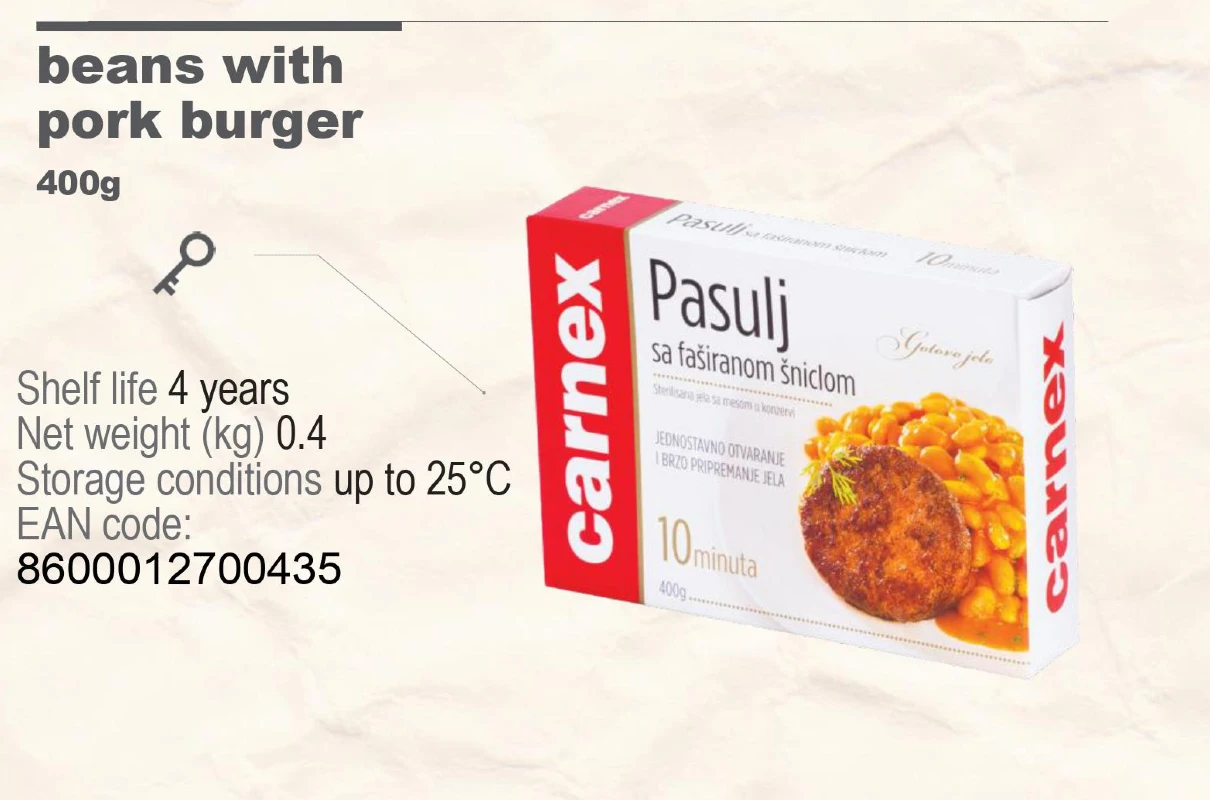 beans with
pork burger
400g
Shelf life 4 years
Net weight (kg) 0.4
Storage conditions up to 25°C
EAN code:
8600012700435
carnex
Pasulj sa faširanom šniclom 10 minuta
carnex
Pasulj
sa faširanom šniclom
Gotovo jelo
Sterilisana jela sa mesom u konzervi
JEDNOSTAVNO OTVARANJE
I BRZO PRIPREMANJE JELA
10 minuta
400g
carnex